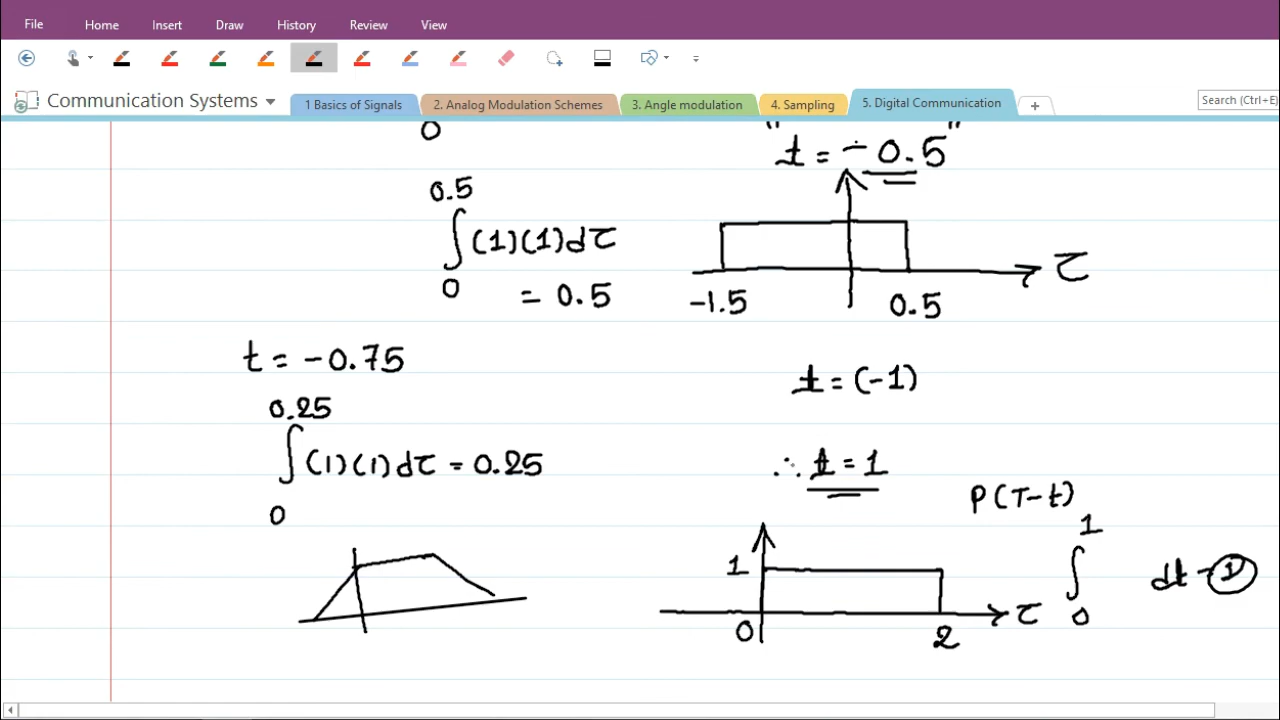 File Home Insert Draw History Review View
Communication Systems
1 Basics of Signals
2. Analog Modulation Schemes
3. Angle modulation
4. Sampling
5. Digital Communication
+
Search (Ctrl+E)
0
"t = -0.5"
0.5
∫ (1)(1)dτ
0
= 0.5
τ
-1.5 0.5
t = -0.75
t = (-1)
0.25
∫ (1)(1)dτ = 0.25
0
∴ t = 1
P(T-t)
1
∫ dt
0
1
0 2 τ